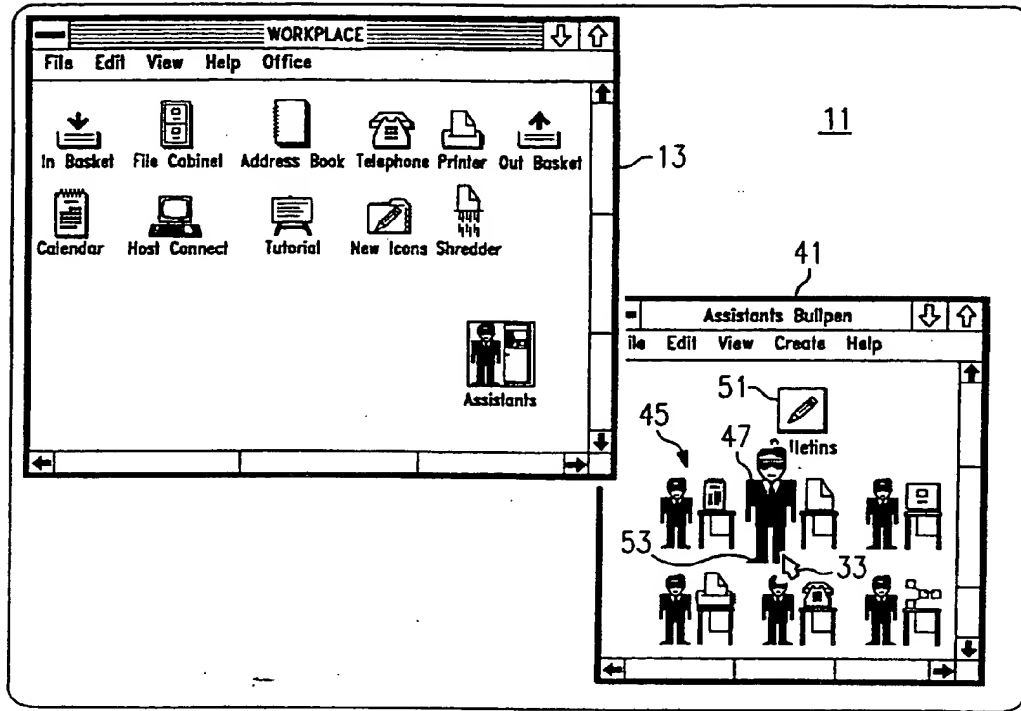 WORKPLACE
File Edit View Help Office
11
In Basket File Cabinet Address Book Telephone Printer Out Basket
13
Calendar Host Connect Tutorial New Icons Shredder
41
Assistants Bullpen
ile Edit View Create Help
Assistants
51
45
47
lletins
53
33